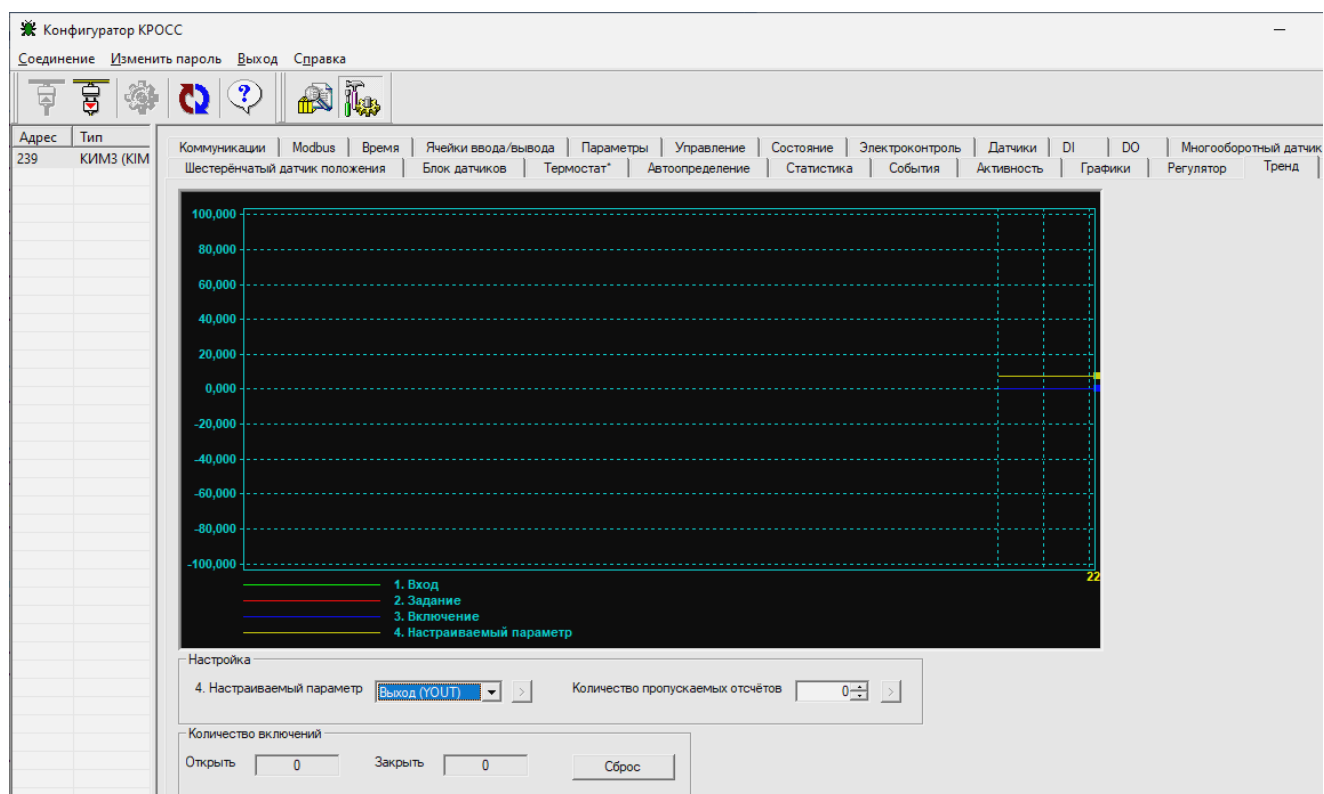 Конфигуратор КРОСС
Соединение Изменить пароль Выход Справка
Адрес Тип
239 КИМ3 (KIM
Коммуникации Modbus Время Ячейки ввода/вывода Параметры Управление Состояние Электроконтроль Датчики DI DO Многооборотный датчик
Шестерёнчатый датчик положения Блок датчиков Термостат* Автоопределение Статистика События Активность Графики Регулятор Тренд
100,000
80,000
60,000
40,000
20,000
0,000
-20,000
-40,000
-60,000
-80,000
-100,000
22
1. Вход
2. Задание
3. Включение
4. Настраиваемый параметр
Настройка
4. Настраиваемый параметр Выход (YOUT) > Количество пропускаемых отсчётов 0 >
Количество включений
Открыть 0 Закрыть 0 Сброс